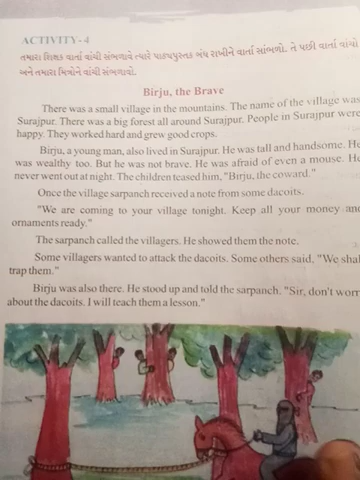 ACTIVITY- 4
તમારા શિક્ષક વાર્તા વાંચી સંભળાવે ત્યારે પાઠ્યપુસ્તક બંધ રાખીને વાર્તા સાંભળો. તે પછી વાર્તા વાંચો
અને તમારા મિત્રોને વાંચી સંભળાવો.
Birju, the Brave
There was a small village in the mountains. The name of the village was
Surajpur. There was a big forest all around Surajpur. People in Surajpur were
happy. They worked hard and grew good crops.
Birju, a young man, also lived in Surajpur. He was tall and handsome. He
was wealthy too. But he was not brave. He was afraid of even a mouse. He
never went out at night. The children teased him, "Birju, the coward."
Once the village sarpanch received a note from some dacoits.
"We are coming to your village tonight. Keep all your money and
ornaments ready."
The sarpanch called the villagers. He showed them the note.
Some villagers wanted to attack the dacoits. Some others said, "We shal
trap them."
Birju was also there. He stood up and told the sarpanch. "Sir, don't worr
about the dacoits. I will teach them a lesson."